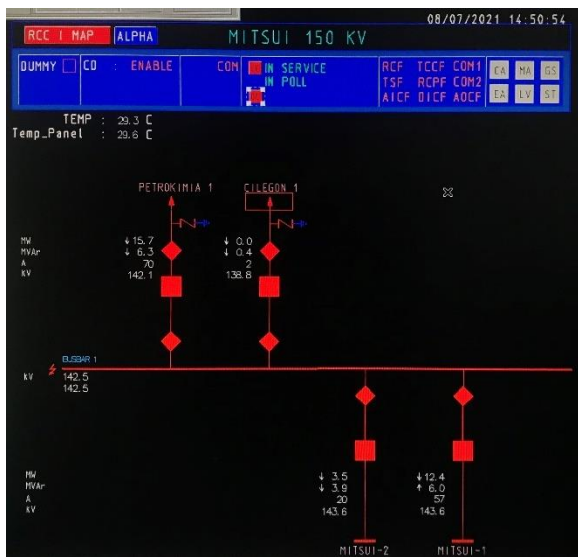 08/07/2021 14:50:54
RCC 1 MAP ALPHA MITSUI 150 KV
DUMMY CD : ENABLE COM IN SERVICE RCF TCCF COM1 CA MA GS
IN POLL TSF RCPF COM2
AICF DICF AOCF EA LV ST
TEMP : 29.3 C
Temp_Panel : 29.6 C
PETROKIMIA 1 CILEGON 1
MW ↓ 15.7 ↓ 0.0
MVAr ↓ 6.3 ↓ 0.4
A 70 2
KV 142.1 138.8
BUSBAR 1
KV 142.5
142.5
MW ↓ 3.5 ↓ 12.4
MVAr ↓ 3.9 ↑ 6.0
A 20 57
KV 143.6 143.6
MITSUI-2 MITSUI-1